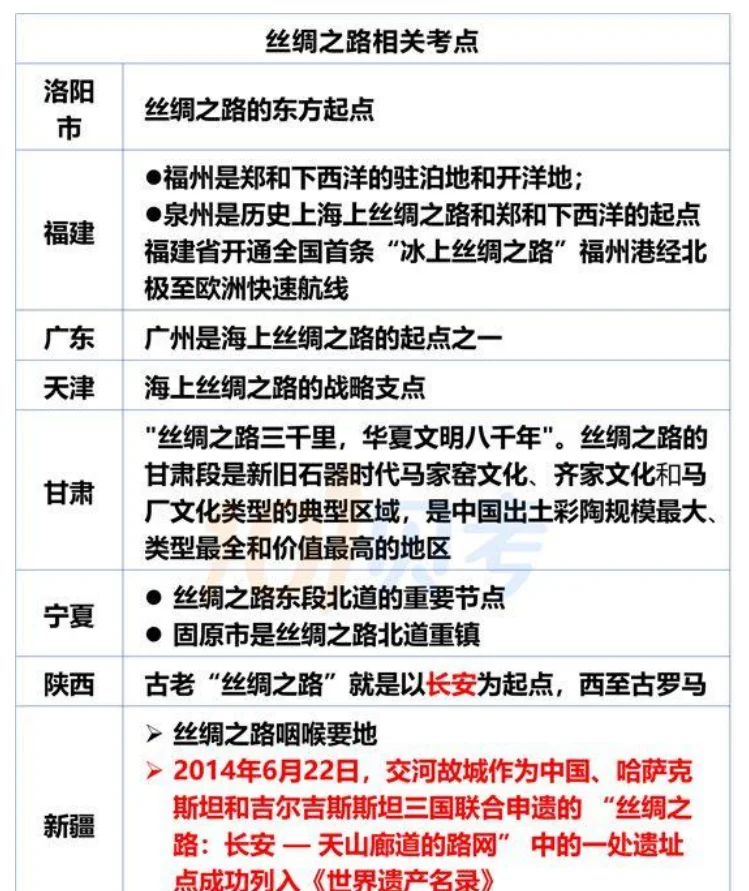 丝绸之路相关考点
洛阳
市
丝绸之路的东方起点
福建
●福州是郑和下西洋的驻泊地和开洋地；
●泉州是历史上海上丝绸之路和郑和下西洋的起点
福建省开通全国首条“冰上丝绸之路”福州港经北
极至欧洲快速航线
广东
广州是海上丝绸之路的起点之一
天津
海上丝绸之路的战略支点
甘肃
"丝绸之路三千里，华夏文明八千年"。丝绸之路的
甘肃段是新旧石器时代马家窑文化、齐家文化和马
厂文化类型的典型区域，是中国出土彩陶规模最大、
类型最全和价值最高的地区
宁夏
● 丝绸之路东段北道的重要节点
● 固原市是丝绸之路北道重镇
陕西
古老“丝绸之路”就是以长安为起点，西至古罗马
新疆
➢ 丝绸之路咽喉要地
➢ 2014年6月22日，交河故城作为中国、哈萨克
斯坦和吉尔吉斯斯坦三国联合申遗的 “丝绸之
路：长安 — 天山廊道的路网” 中的一处遗址
点成功列入《世界遗产名录》